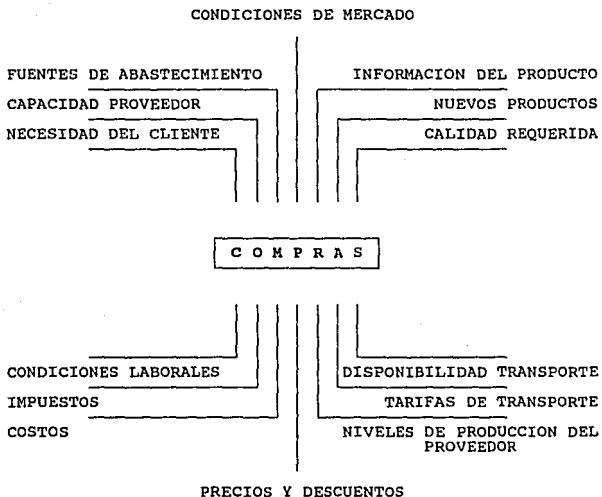 CONDICIONES DE MERCADO
FUENTES DE ABASTECIMIENTO
INFORMACION DEL PRODUCTO
CAPACIDAD PROVEEDOR
NUEVOS PRODUCTOS
NECESIDAD DEL CLIENTE
CALIDAD REQUERIDA
C O M P R A S
CONDICIONES LABORALES
DISPONIBILIDAD TRANSPORTE
IMPUESTOS
TARIFAS DE TRANSPORTE
COSTOS
NIVELES DE PRODUCCION DEL
PROVEEDOR
PRECIOS Y DESCUENTOS